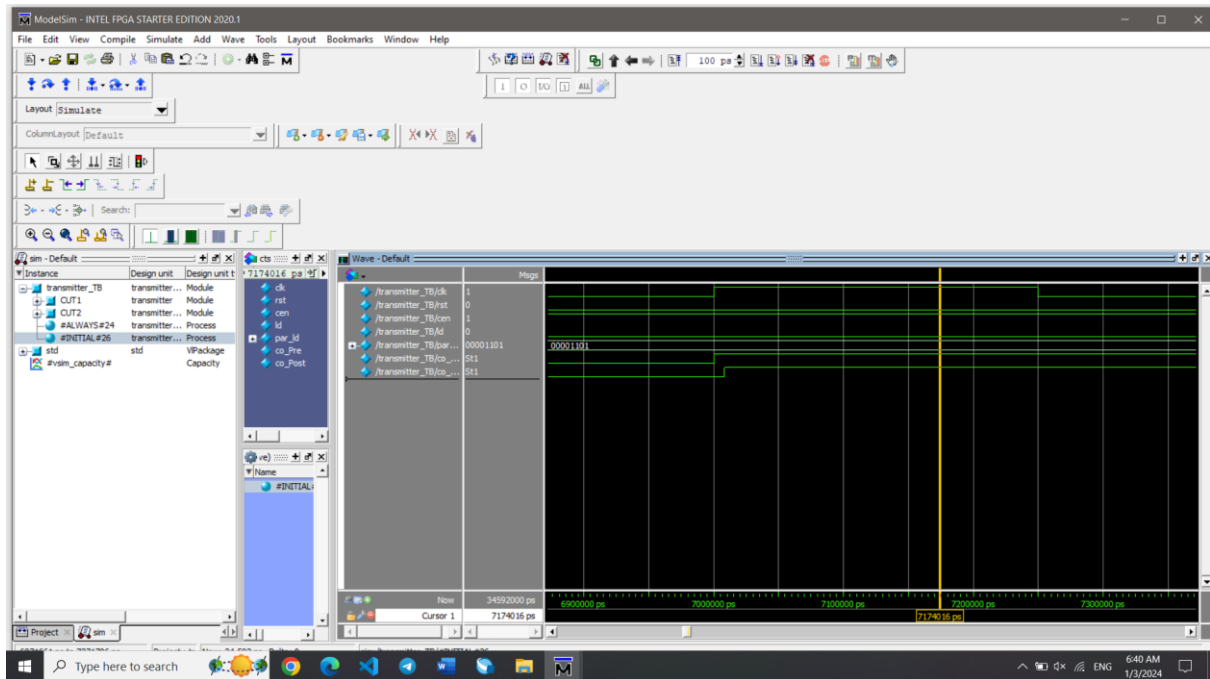 ModelSim - INTEL FPGA STARTER EDITION 2020.1
File Edit View Compile Simulate Add Wave Tools Layout Bookmarks Window Help
100 ps
ALL
Layout Simulate
ColumnLayout Default
Search:
sim - Default
Instance Design unit Design unit t
transmitter_TB transmitter... Module
CUT1 transmitter Module
CUT2 transmitter... Module
#ALWAYS#24 transmitter... Process
#INITIAL#26 transmitter... Process
std std VIPackage
#vsim_capacity# Capacity
cts
7174016 ps
clk
rst
cen
ld
par_ld
co_Pre
co_Post
ve)
Name
#INITIAL#
Wave - Default
Msgs
/transmitter_TB/clk 1
/transmitter_TB/rst 0
/transmitter_TB/cen 1
/transmitter_TB/ld 0
/transmitter_TB/par... 00001101 00001101
/transmitter_TB/co_... St1
/transmitter_TB/co_... St1
Now 34592000 ps
Cursor 1 7174016 ps
6900000 ps 7000000 ps 7100000 ps 7200000 ps 7300000 ps
7174016 ps
Project sim
Type here to search
ENG
6:40 AM
1/3/2024